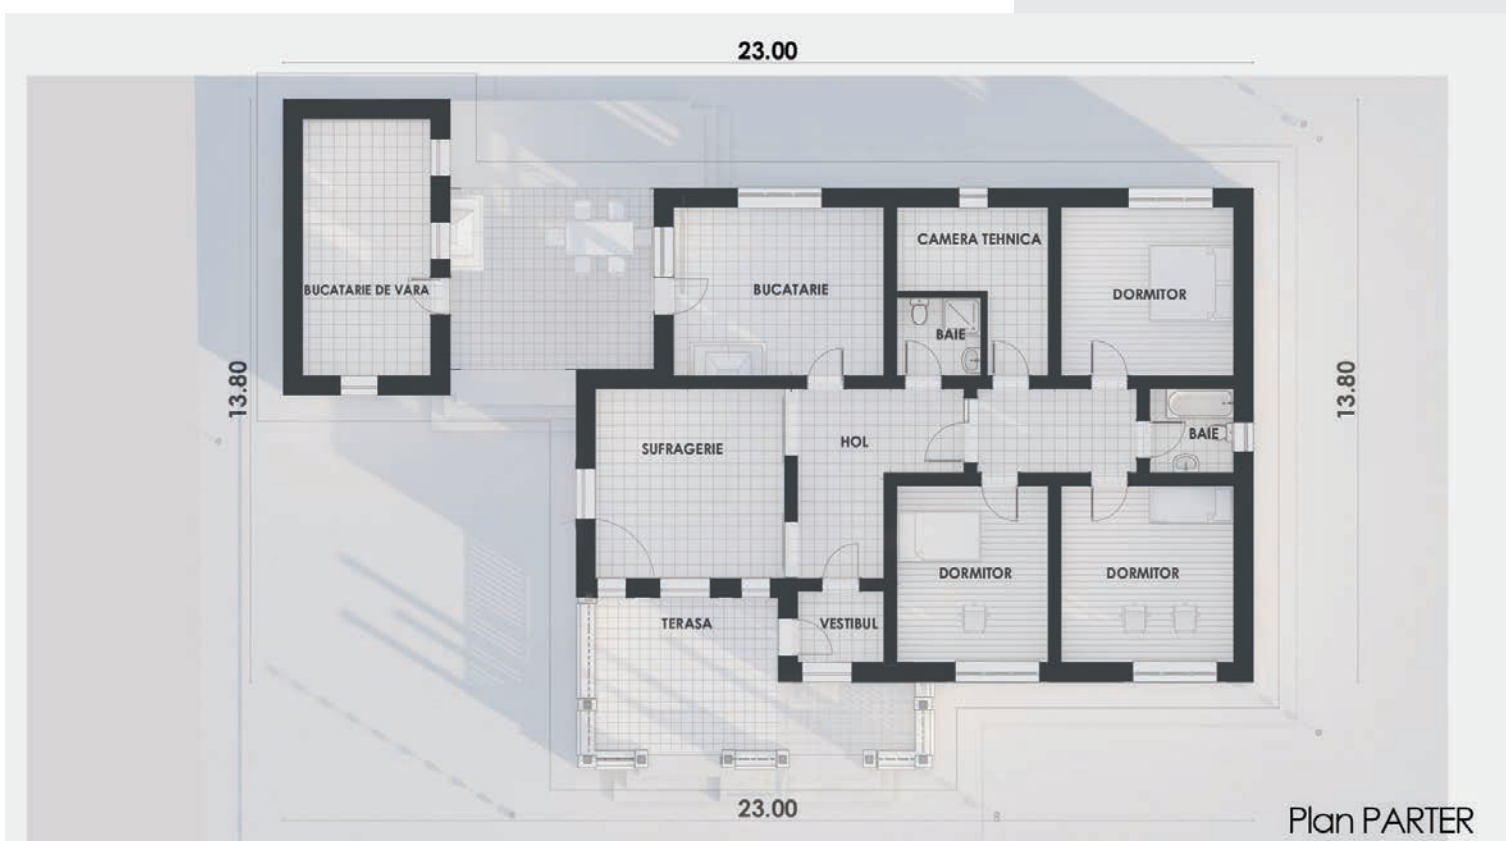 23.00
CAMERA TEHNICA
BUCATARIE DE VARA
BUCATARIE
DORMITOR
BAIE
13.80
13.80
SUFRAGERIE
HOL
BAIE
DORMITOR
DORMITOR
TERASA
VESTIBUL
23.00
Plan PARTER